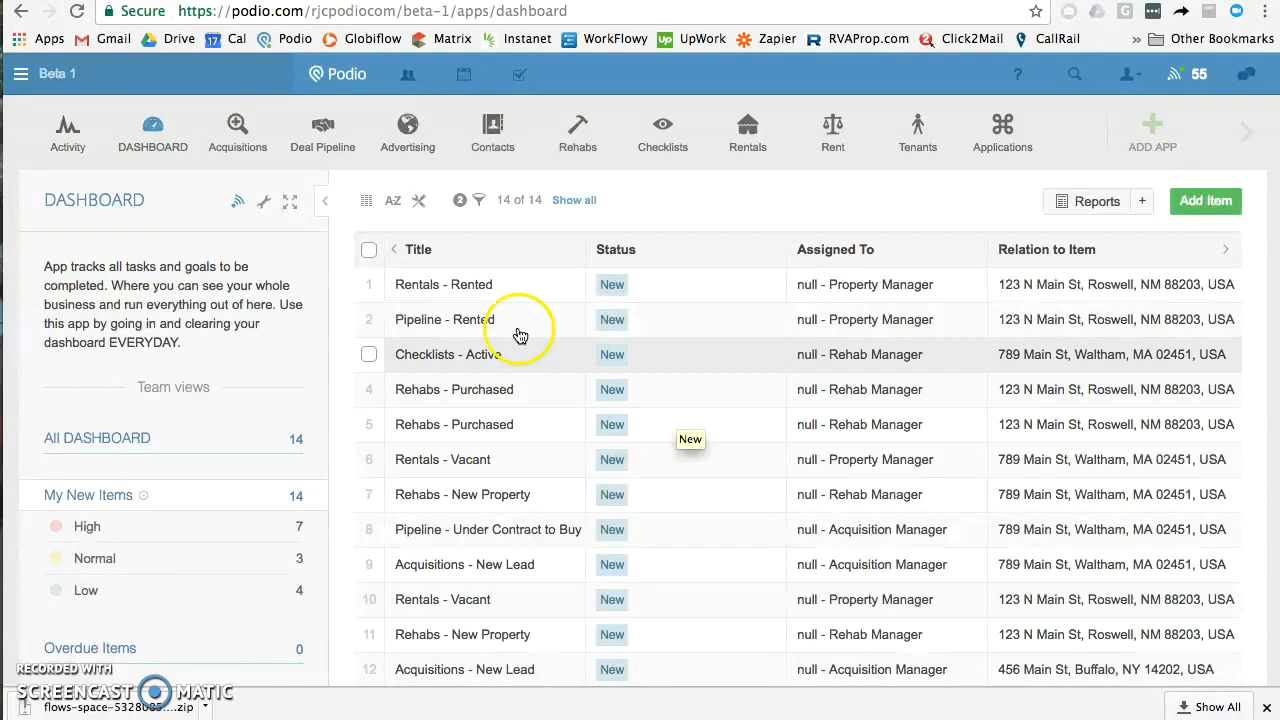 Secure https://podio.com/rjcpodiocom/beta-1/apps/dashboard
Apps Gmail Drive 17 Cal Podio Globiflow Matrix Instanet WorkFlowy Up UpWork Zapier RVAProp.com Click2Mail CallRail » Other Bookmarks
Beta 1 Podio ? 55
Activity DASHBOARD Acquisitions Deal Pipeline Advertising Contacts Rehabs Checklists Rentals Rent Tenants Applications ADD APP
DASHBOARD
App tracks all tasks and goals to be
completed. Where you can see your whole
business and run everything out of here. Use
this app by going in and clearing your
dashboard EVERYDAY.
Team views
All DASHBOARD 14
My New Items 14
High 7
Normal 3
Low 4
Overdue Items 0
A-Z 2 14 of 14 Show all Reports + Add Item
Title Status Assigned To Relation to Item
1 Rentals - Rented New null - Property Manager 123 N Main St, Roswell, NM 88203, USA
2 Pipeline - Rented New null - Property Manager 123 N Main St, Roswell, NM 88203, USA
Checklists - Active New null - Rehab Manager 789 Main St, Waltham, MA 02451, USA
4 Rehabs - Purchased New null - Rehab Manager 123 N Main St, Roswell, NM 88203, USA
5 Rehabs - Purchased New null - Rehab Manager 123 N Main St, Roswell, NM 88203, USA
New
6 Rentals - Vacant New null - Property Manager 789 Main St, Waltham, MA 02451, USA
7 Rehabs - New Property New null - Rehab Manager 789 Main St, Waltham, MA 02451, USA
8 Pipeline - Under Contract to Buy New null - Acquisition Manager 789 Main St, Waltham, MA 02451, USA
9 Acquisitions - New Lead New null - Acquisition Manager 789 Main St, Waltham, MA 02451, USA
10 Rentals - Vacant New null - Property Manager 123 N Main St, Roswell, NM 88203, USA
11 Rehabs - New Property New null - Rehab Manager 123 N Main St, Roswell, NM 88203, USA
12 Acquisitions - New Lead New null - Acquisition Manager 456 Main St, Buffalo, NY 14202, USA
RECORDED WITH
SCREENCAST MATIC
Show All